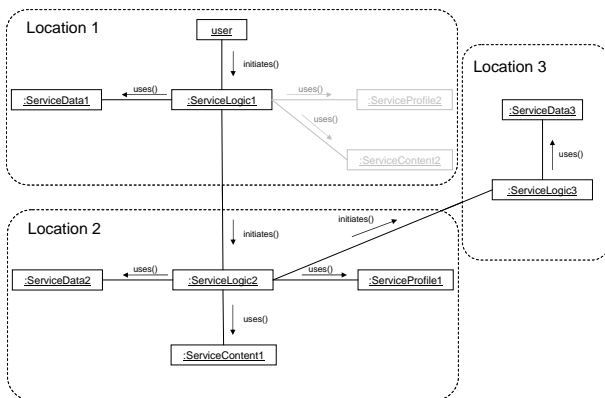 Location 1
user
initiates()
:ServiceData1
uses()
:ServiceLogic1
uses()
:ServiceProfile2
uses()
:ServiceContent2
Location 3
:ServiceData3
uses()
:ServiceLogic3
Location 2
initiates()
initiates()
:ServiceData2
uses()
:ServiceLogic2
uses()
:ServiceProfile1
uses()
:ServiceContent1